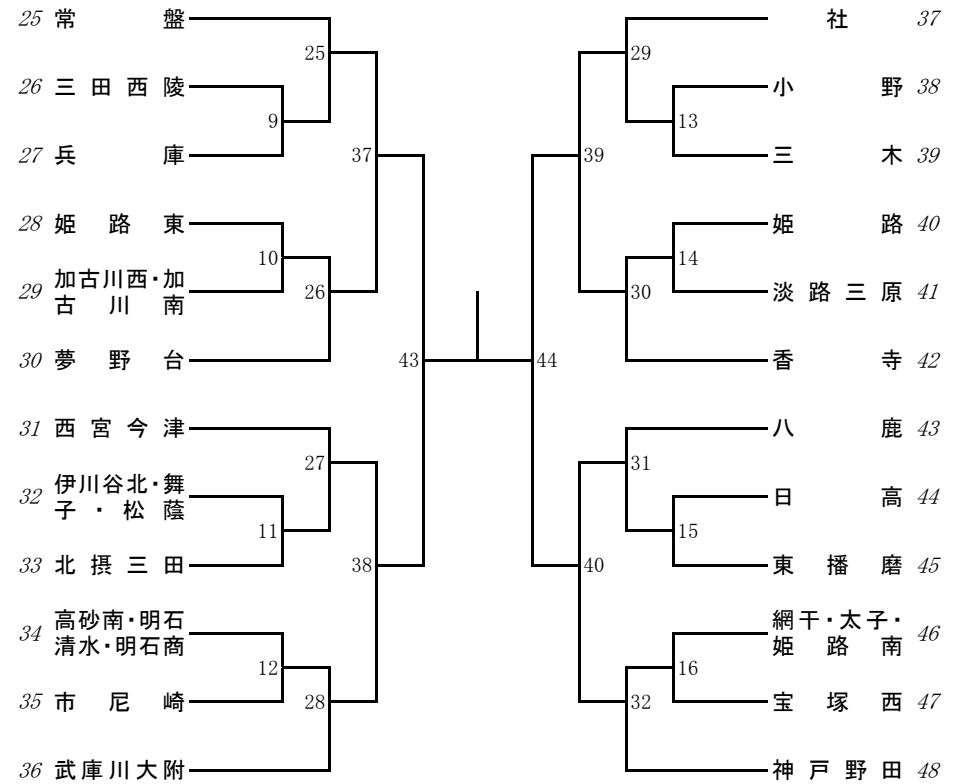 25 常盤
26 三田西陵
27 兵庫
28 姫路東
29 加古川西・加
古川南
30 夢野台
31 西宮今津
32 伊川谷北・舞
子・松蔭
33 北摂三田
34 高砂南・明石
清水・明石商
35 市尼崎
36 武庫川大附
25
9
37
10
26
43
27
11
38
12
28
29
13
39
14
30
44
31
15
40
16
32
社 37
小野 38
三木 39
姫路 40
淡路三原 41
香寺 42
八鹿 43
日高 44
東播磨 45
網干・太子・
姫路南 46
宝塚西 47
神戸野田 48